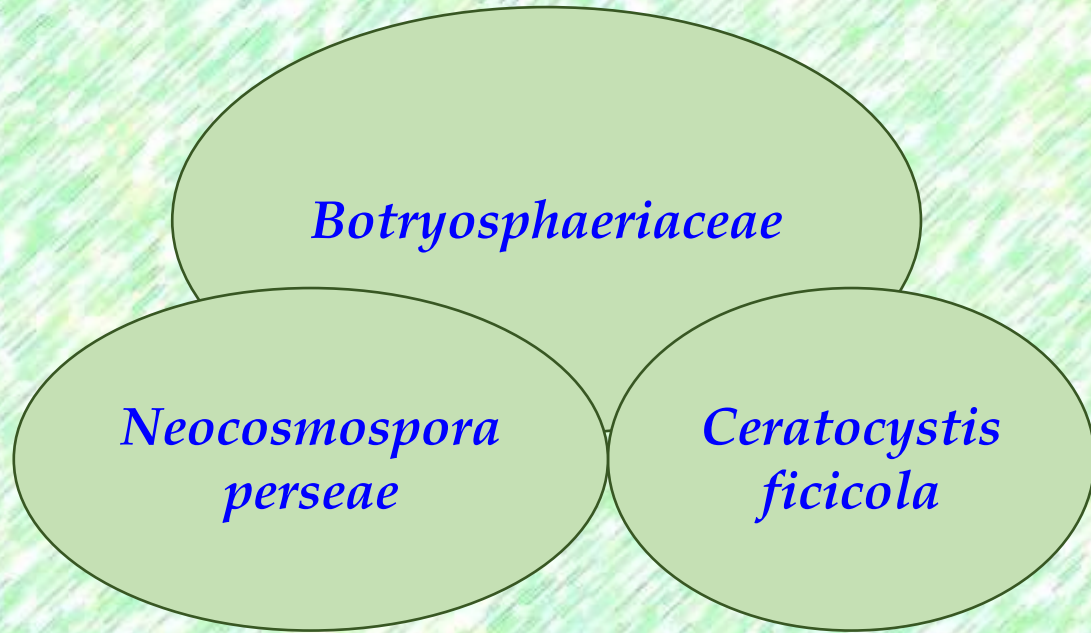 Botryosphaeriaceae
Neocosmospora
perseae
Ceratocystis
ficicola